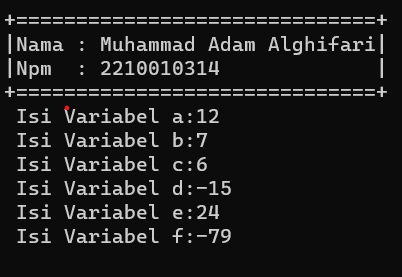 +==============================+
|Nama : Muhammad Adam Alghifari|
|Npm  : 2210010314             |
+==============================+
Isi Variabel a:12
Isi Variabel b:7
Isi Variabel c:6
Isi Variabel d:-15
Isi Variabel e:24
Isi Variabel f:-79